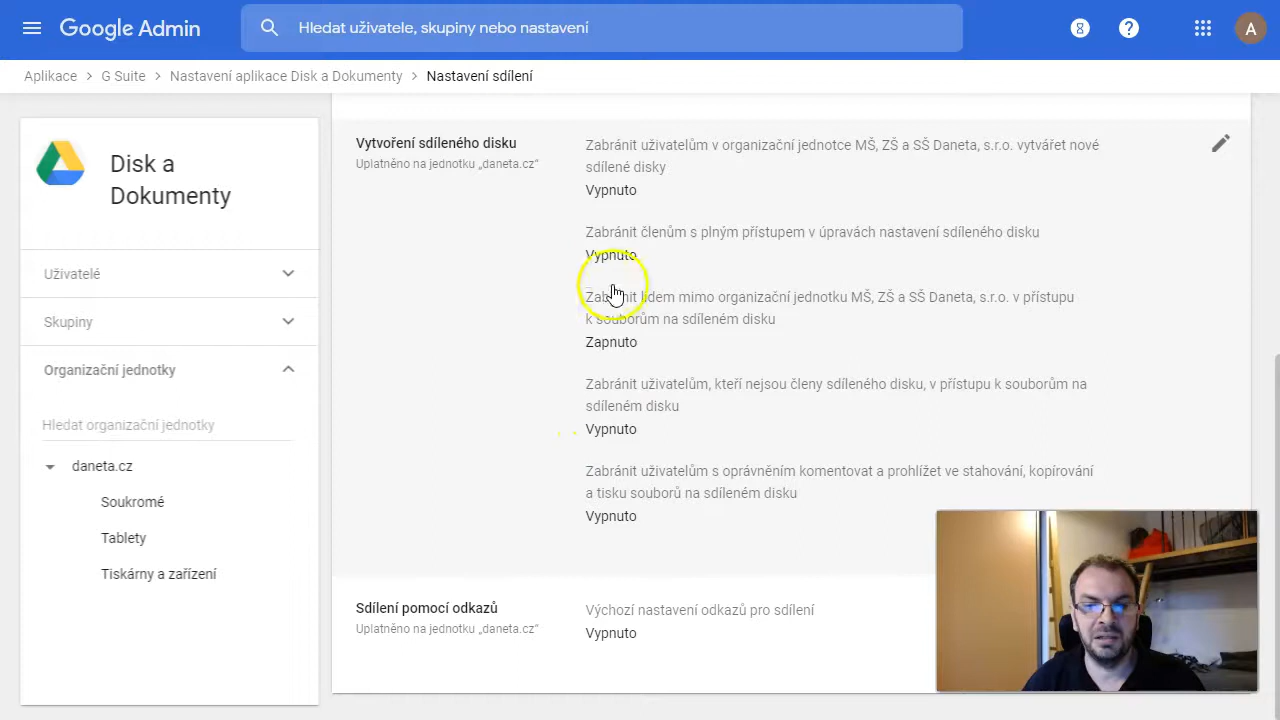 Google Admin
Hledat uživatele, skupiny nebo nastavení
A
Aplikace > G Suite > Nastavení aplikace Disk a Dokumenty > Nastavení sdílení
Disk a
Dokumenty
Uživatelé
Skupiny
Organizační jednotky
Hledat organizační jednotky
daneta.cz
Soukromé
Tablety
Tiskárny a zařízení
Vytvoření sdíleného disku
Uplatněno na jednotku „daneta.cz“
Zabránit uživatelům v organizační jednotce MŠ, ZŠ a SŠ Daneta, s.r.o. vytvářet nové
sdílené disky
Vypnuto
Zabránit členům s plným přístupem v úpravách nastavení sdíleného disku
Vypnuto
Zabránit lidem mimo organizační jednotku MŠ, ZŠ a SŠ Daneta, s.r.o. v přístupu
k souborům na sdíleném disku
Zapnuto
Zabránit uživatelům, kteří nejsou členy sdíleného disku, v přístupu k souborům na
sdíleném disku
Vypnuto
Zabránit uživatelům s oprávněním komentovat a prohlížet ve stahování, kopírování
a tisku souborů na sdíleném disku
Vypnuto
Sdílení pomocí odkazů
Uplatněno na jednotku „daneta.cz“
Výchozí nastavení odkazů pro sdílení
Vypnuto